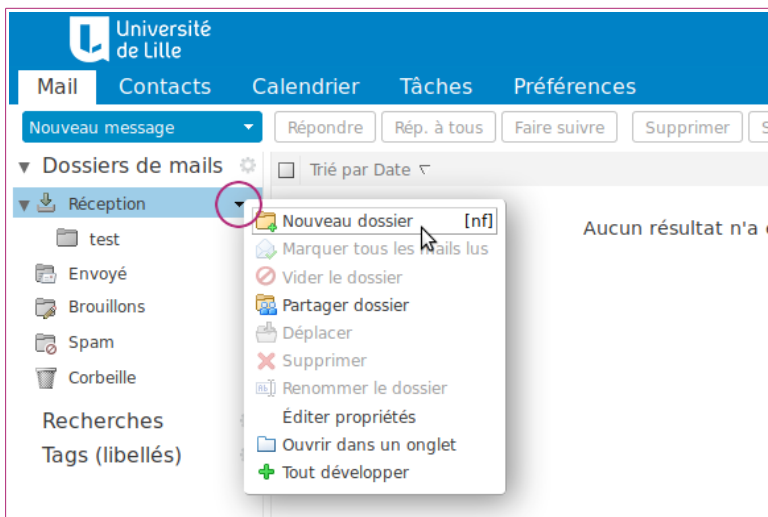 Université
de Lille
Mail Contacts Calendrier Tâches Préférences
Nouveau message Répondre Rép. à tous Faire suivre Supprimer S
Dossiers de mails Trié par Date
Réception
Nouveau dossier [nf]
Aucun résultat n'a
test
Marquer tous les mails lus
Envoyé
Vider le dossier
Brouillons
Partager dossier
Déplacer
Spam
Supprimer
Corbeille
Renommer le dossier
Éditer propriétés
Recherches
Ouvrir dans un onglet
Tags (libellés)
Tout développer